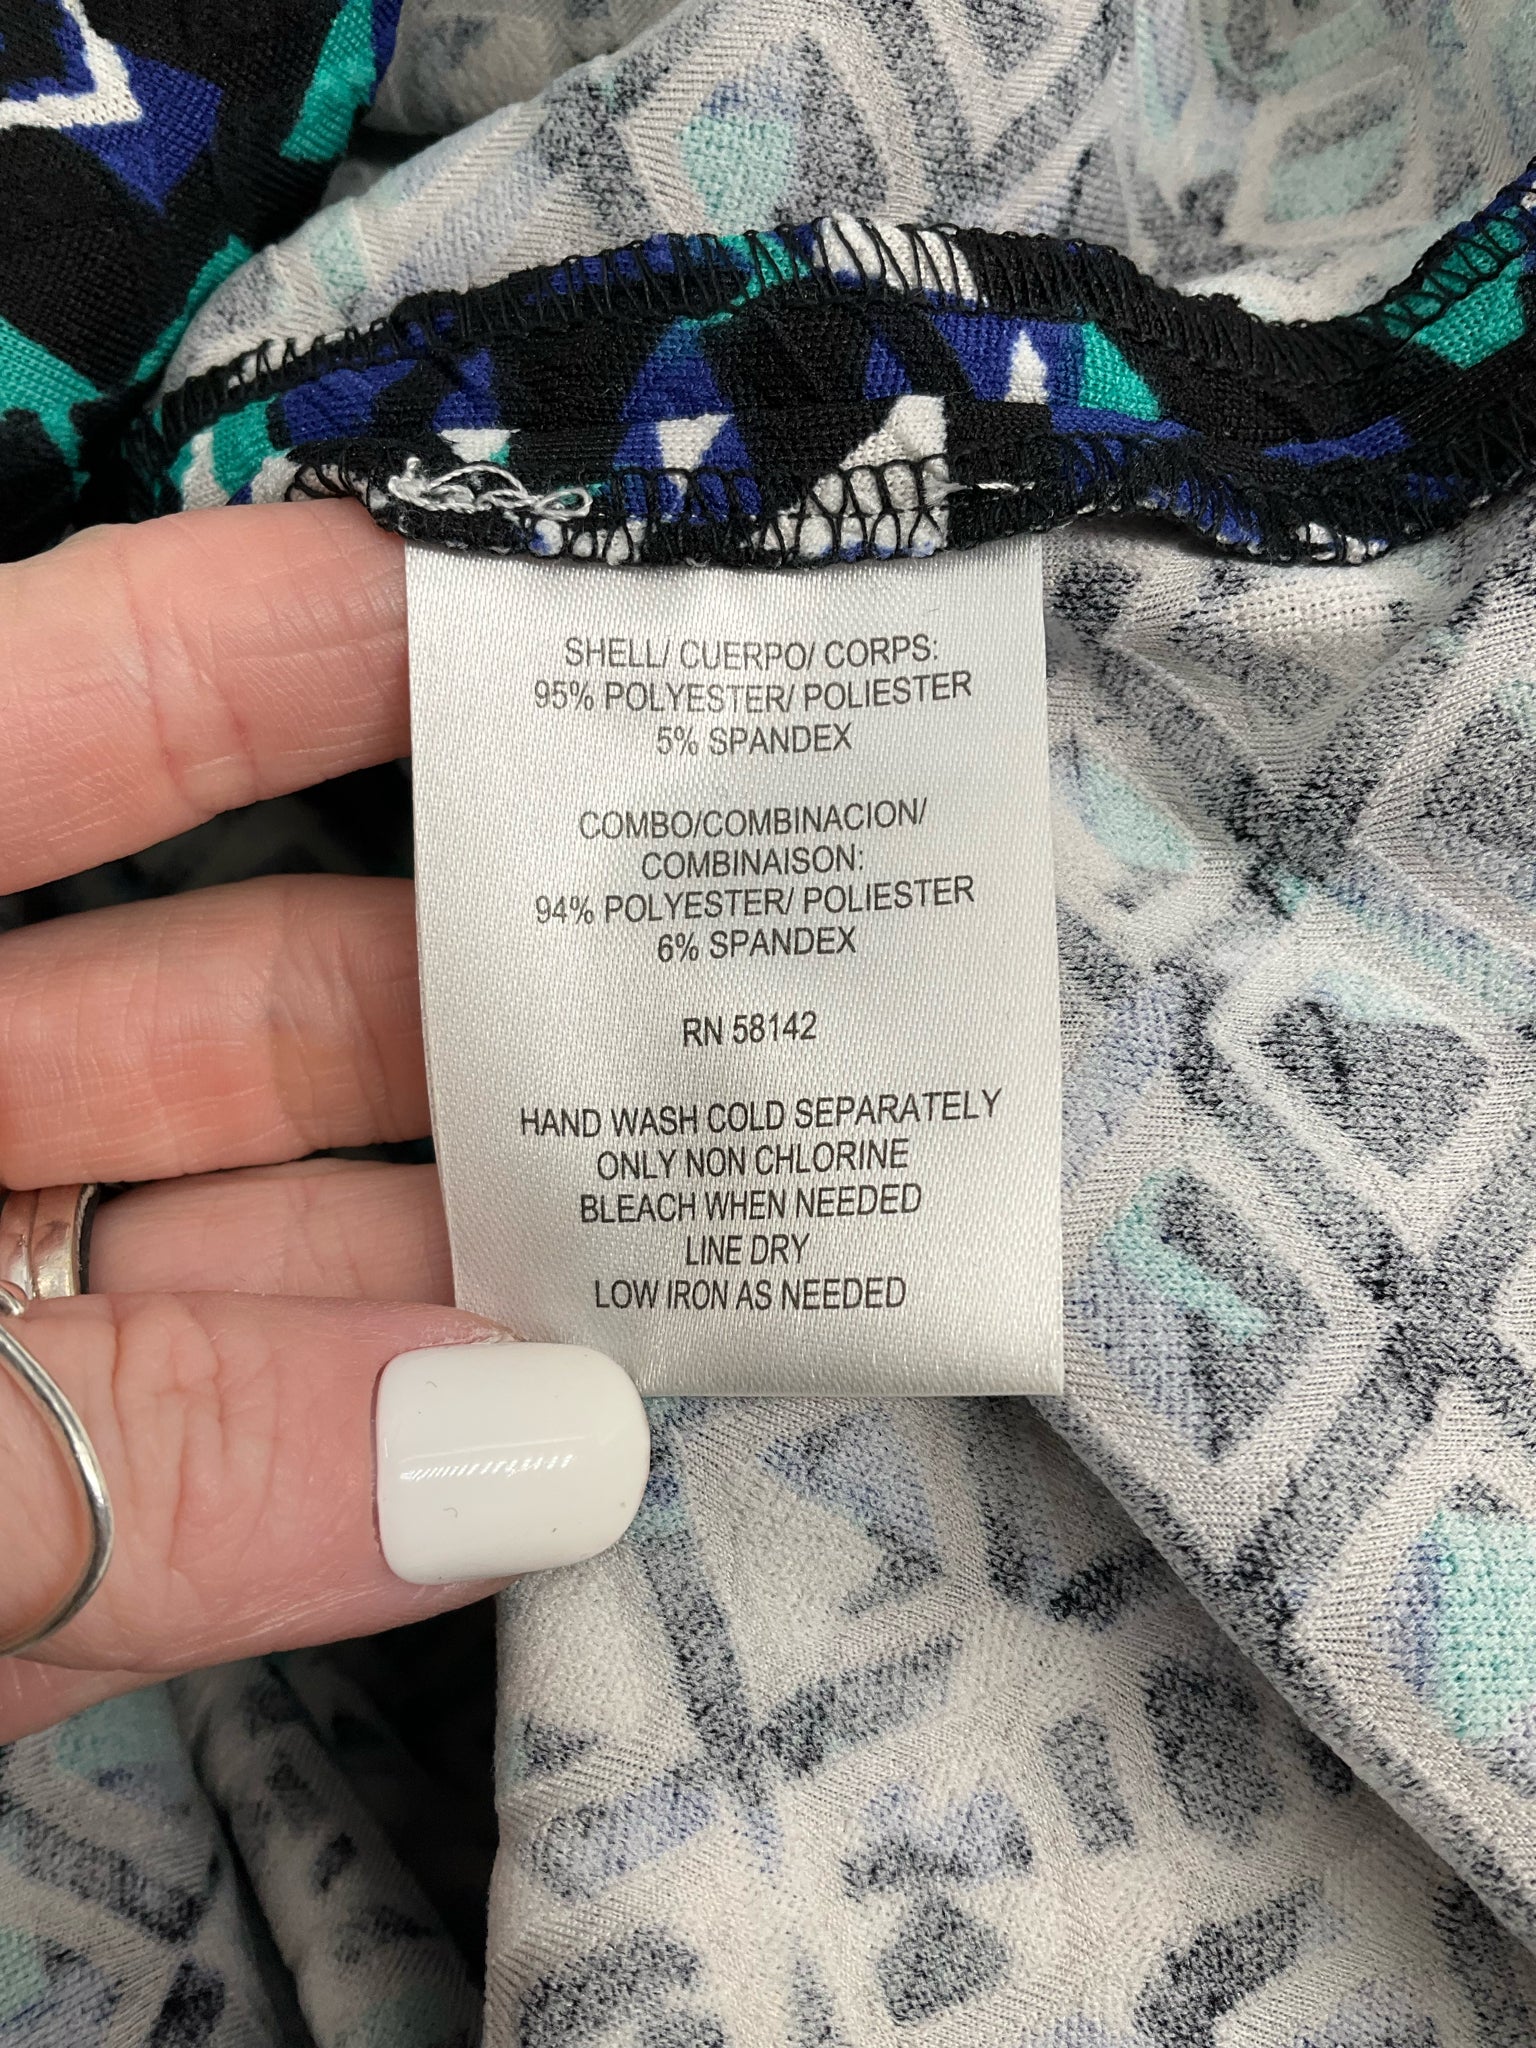 SHELL/ CUERPO/ CORPS:
95% POLYESTER/ POLIESTER
5% SPANDEX
COMBO/COMBINACION/
COMBINAISON:
94% POLYESTER/ POLIESTER
6% SPANDEX
RN 58142
HAND WASH COLD SEPARATELY
ONLY NON CHLORINE
BLEACH WHEN NEEDED
LINE DRY
LOW IRON AS NEEDED